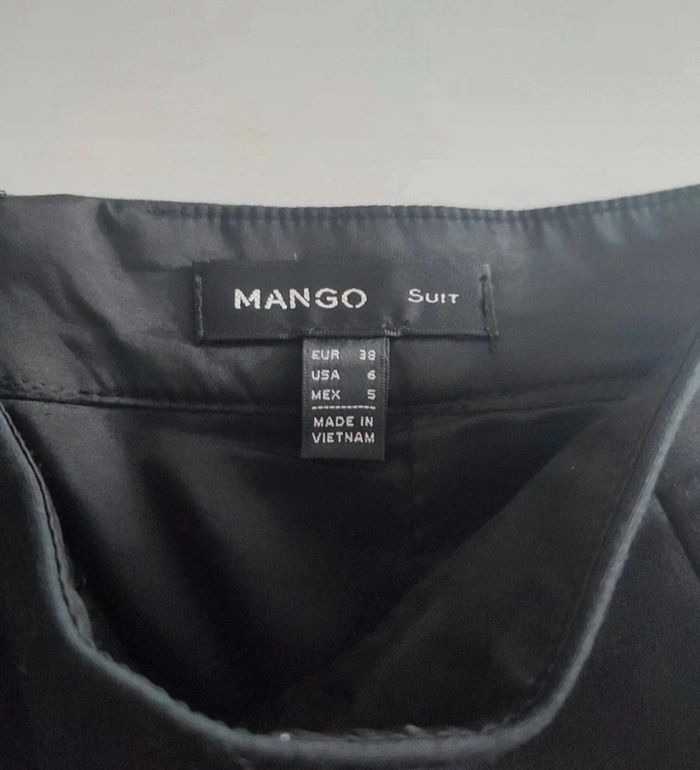 MANGO SUIT
EUR 38
USA 6
MEX 5
MADE IN
VIETNAM